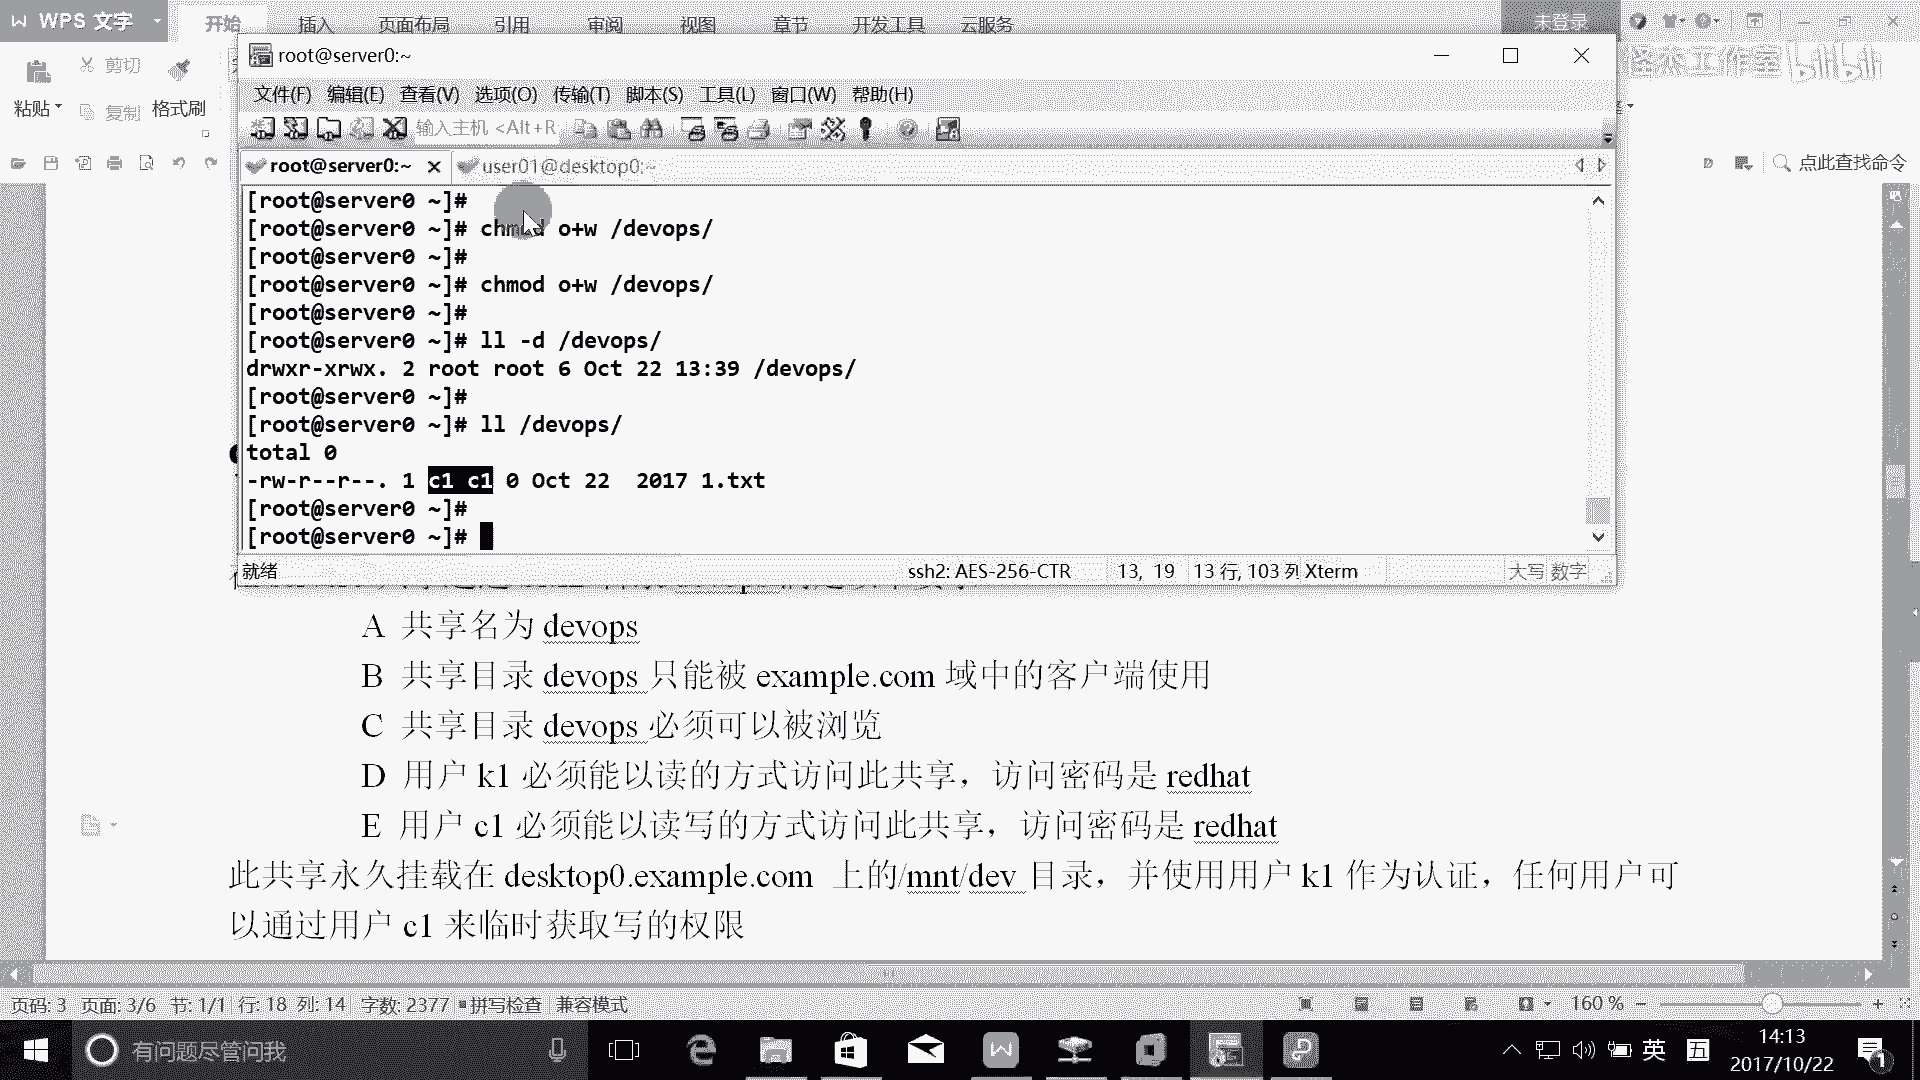 W WPS 文字 开始 插入 页面布局 引用 审阅 视图 章节 开发工具 云服务 未登录
怪杰工作室 bilibili
root@server0:~
剪切
粘贴 复制 格式刷
文件(F) 编辑(E) 查看(V) 选项(O) 传输(T) 脚本(S) 工具(L) 窗口(W) 帮助(H)
输入主机 <Alt+R
root@server0:~ user01@desktop0:~
点此查找命令
[root@server0 ~]#
[root@server0 ~]# chmod o+w /devops/
[root@server0 ~]#
[root@server0 ~]# chmod o+w /devops/
[root@server0 ~]#
[root@server0 ~]# ll -d /devops/
drwxr-xrwx. 2 root root 6 Oct 22 13:39 /devops/
[root@server0 ~]#
[root@server0 ~]# ll /devops/
total 0
-rw-r--r--. 1 c1 c1 0 Oct 22  2017 1.txt
[root@server0 ~]#
[root@server0 ~]#
就绪 ssh2: AES-256-CTR 13, 19 13 行, 103 列 Xterm 大写 数字
A 共享名为 devops
B 共享目录 devops 只能被 example.com 域中的客户端使用
C 共享目录 devops 必须可以被浏览
D 用户 k1 必须能以读的方式访问此共享，访问密码是 redhat
E 用户 c1 必须能以读写的方式访问此共享，访问密码是 redhat
此共享永久挂载在 desktop0.example.com 上的/mnt/dev 目录，并使用用户 k1 作为认证，任何用户可
以通过用户 c1 来临时获取写的权限
页码: 3 页面: 3/6 节: 1/1 行: 18 列: 14 字数: 2377 拼写检查 兼容模式 160 %
有问题尽管问我 英 五 14:13
2017/10/22 1